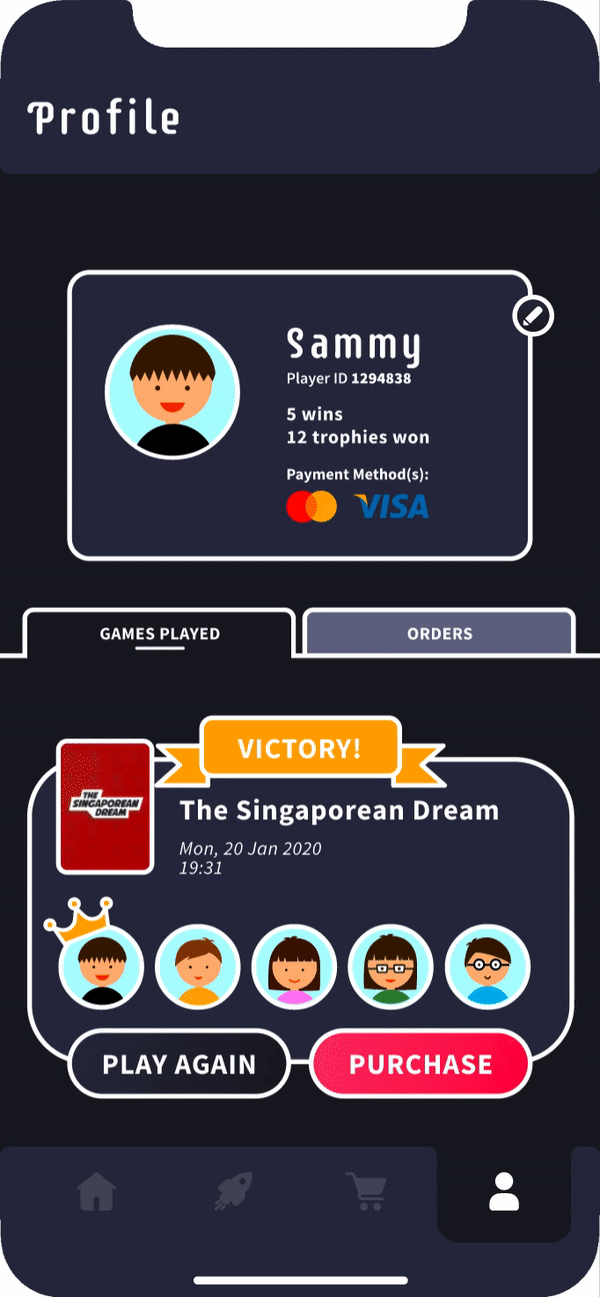 Profile
Sammy
Player ID 1294838
5 wins
12 trophies won
Payment Method(s):
VISA
GAMES PLAYED
ORDERS
VICTORY!
THE
SINGAPOREAN
DREAM
The Singaporean Dream
Mon, 20 Jan 2020
19:31
PLAY AGAIN
PURCHASE